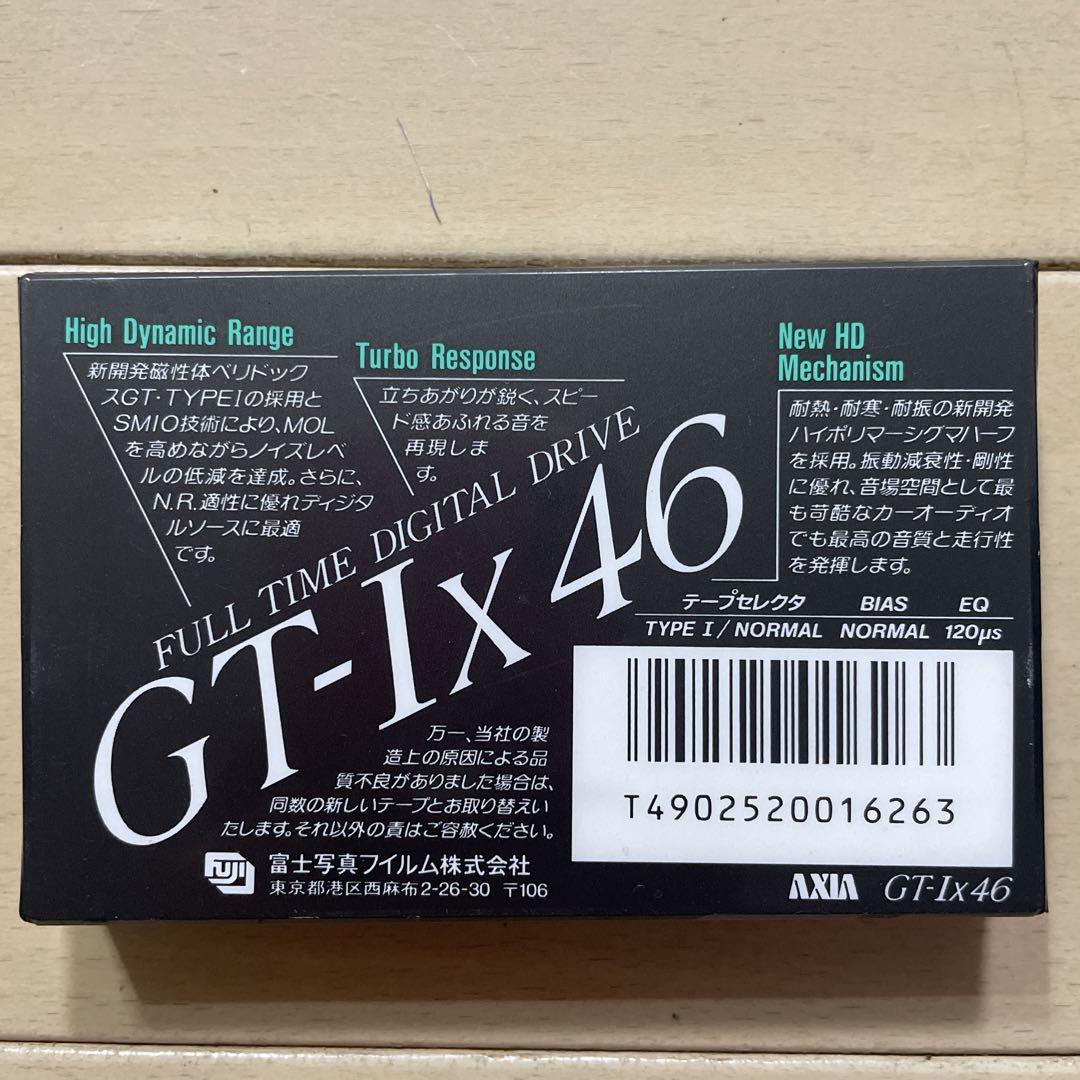 High Dynamic Range
新開発磁性体ベリドック
スGT・TYPEIの採用と
SMIO技術により、MOL
を高めながらノイズレベ
ルの低減を達成。さらに、
N.R.適性に優れディジタ
ルソースに最適
です。
Turbo Response
立ちあがりが鋭く、スピー
ド感あふれる音を
再現しま
す。
New HD
Mechanism
耐熱・耐寒・耐振の新開発
ハイポリマーシグマハーフ
を採用。振動減衰性・剛性
に優れ、音場空間として最
も苛酷なカーオーディオ
でも最高の音質と走行性
を発揮します。
FULL TIME DIGITAL DRIVE
GT-Ix 46
テープセレクタ BIAS EQ
TYPE I/NORMAL NORMAL 120μs
万一、当社の製
造上の原因による品
質不良がありました場合は、
同数の新しいテープとお取り替えい
たします。それ以外の責はご容赦ください。
FUJI 富士写真フイルム株式会社
東京都港区西麻布2-26-30 〒106
T4902520016263
AXIA GT-Ix46